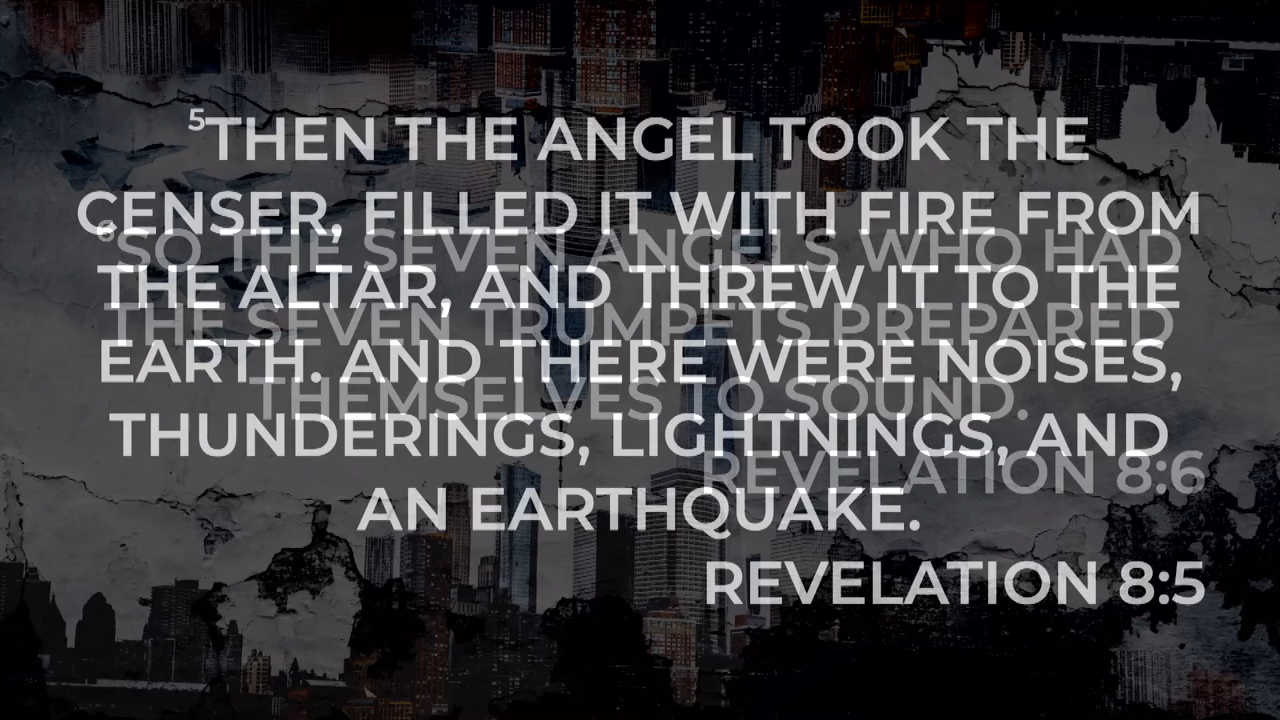 ⁵THEN THE ANGEL TOOK THE
CENSER, FILLED IT WITH FIRE FROM
THE ALTAR, AND THREW IT TO THE
EARTH. AND THERE WERE NOISES,
THUNDERINGS, LIGHTNINGS, AND
AN EARTHQUAKE.
REVELATION 8:5
⁶SO THE SEVEN ANGELS WHO HAD
THE SEVEN TRUMPETS PREPARED
THEMSELVES TO SOUND.
REVELATION 8:6